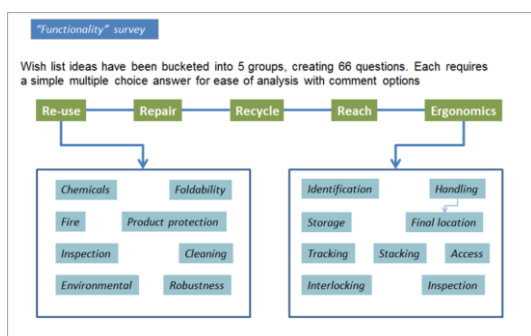 "Functionality" survey
Wish list ideas have been bucketed into 5 groups, creating 66 questions. Each requires
a simple multiple choice answer for ease of analysis with comment options
Re-use Repair Recycle Reach Ergonomics
Chemicals Foldability
Fire Product protection
Inspection Cleaning
Environmental Robustness
Identification Handling
Storage Final location
Tracking Stacking Access
Interlocking Inspection